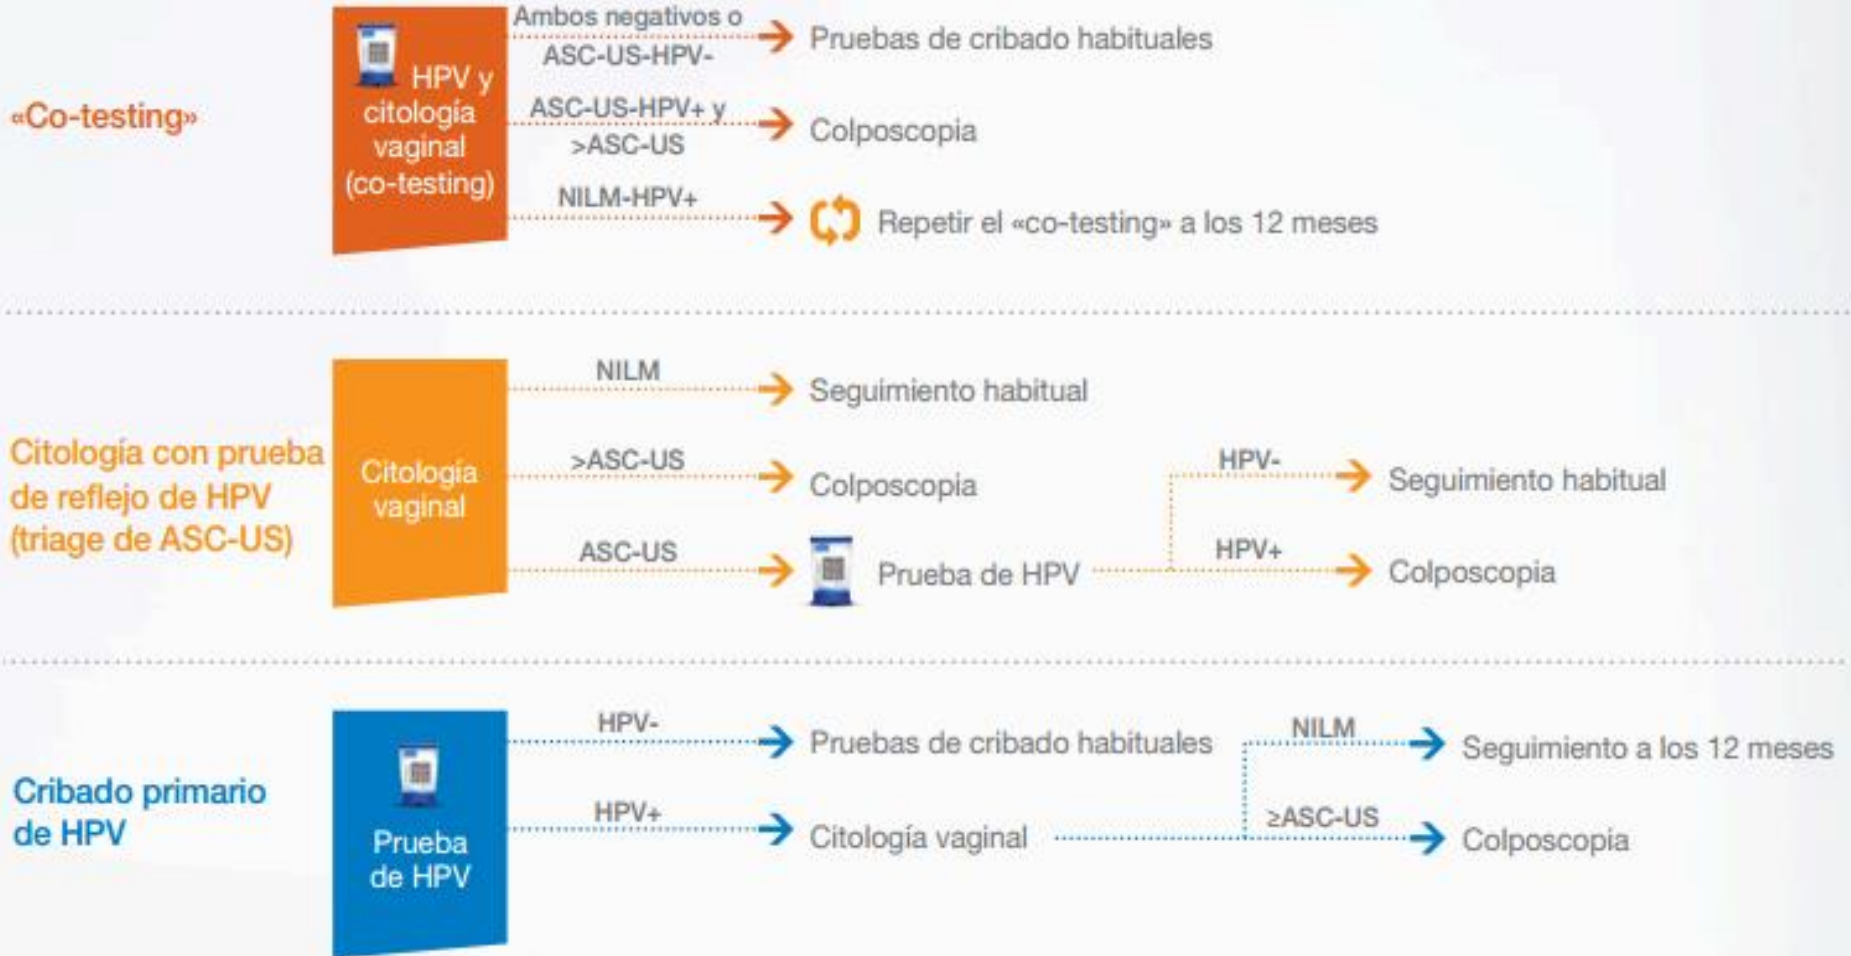 «Co-testing»
HPV y
citología
vaginal
(co-testing)
Ambos negativos o
ASC-US-HPV-
Pruebas de cribado habituales
ASC-US-HPV+ y
>ASC-US
Colposcopia
NILM-HPV+
Repetir el «co-testing» a los 12 meses
Citología con prueba
de reflejo de HPV
(triage de ASC-US)
Citología
vaginal
NILM
Seguimiento habitual
>ASC-US
Colposcopia
ASC-US
Prueba de HPV
HPV-
Seguimiento habitual
HPV+
Colposcopia
Cribado primario
de HPV
Prueba
de HPV
HPV-
Pruebas de cribado habituales
HPV+
Citología vaginal
NILM
Seguimiento a los 12 meses
≥ASC-US
Colposcopia